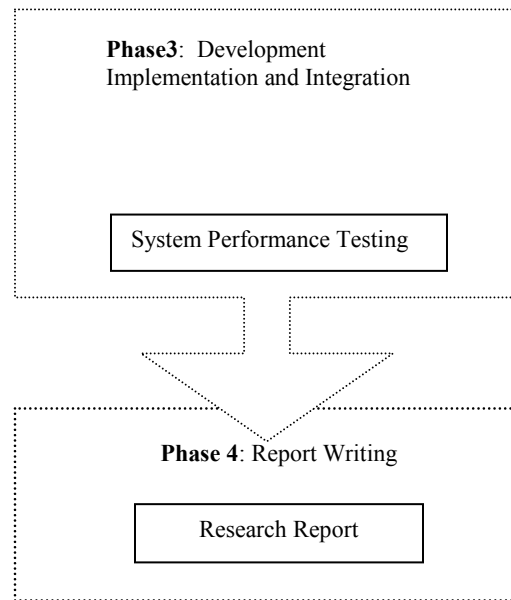 Phase3:  Development
Implementation and Integration
System Performance Testing
Phase 4: Report Writing
Research Report